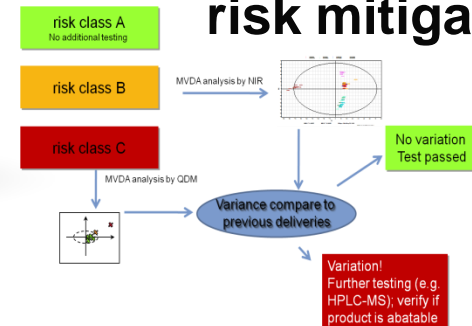 risk mitiga
risk class A
No additional testing
risk class B
MVDA analysis by NIR
risk class C
No variation
Test passed
MVDA analysis by QDM
Variance compare to
previous deliveries
Variation!
Further testing (e.g.
HPLC-MS); verify if
product is abatable